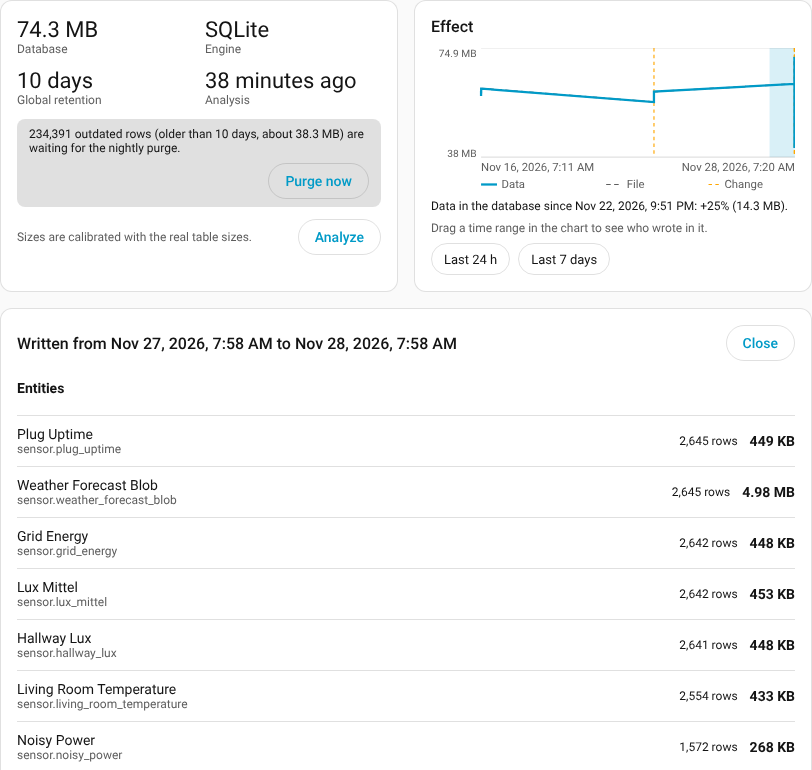 74.3 MB
Database
SQLite
Engine
10 days
Global retention
38 minutes ago
Analysis
234,391 outdated rows (older than 10 days, about 38.3 MB) are
waiting for the nightly purge.
Purge now
Sizes are calibrated with the real table sizes.
Analyze
Effect
74.9 MB
38 MB
Nov 16, 2026, 7:11 AM
Nov 28, 2026, 7:20 AM
Data
File
Change
Data in the database since Nov 22, 2026, 9:51 PM: +25% (14.3 MB).
Drag a time range in the chart to see who wrote in it.
Last 24 h
Last 7 days
Written from Nov 27, 2026, 7:58 AM to Nov 28, 2026, 7:58 AM
Close
Entities
Plug Uptime
sensor.plug_uptime
2,645 rows 449 KB
Weather Forecast Blob
sensor.weather_forecast_blob
2,645 rows 4.98 MB
Grid Energy
sensor.grid_energy
2,642 rows 448 KB
Lux Mittel
sensor.lux_mittel
2,642 rows 453 KB
Hallway Lux
sensor.hallway_lux
2,641 rows 448 KB
Living Room Temperature
sensor.living_room_temperature
2,554 rows 433 KB
Noisy Power
sensor.noisy_power
1,572 rows 268 KB